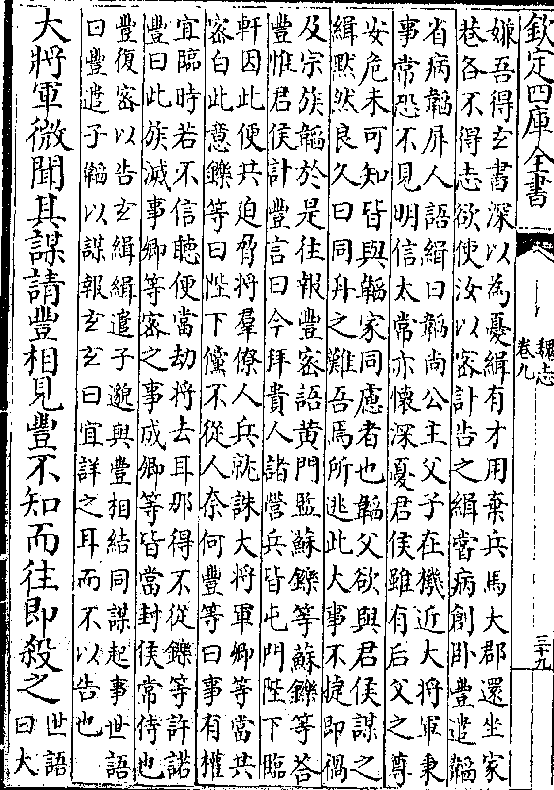 欽定四庫全書
魏志
卷九
三十九
嫌吾得玄書深以為憂緝有才用棄兵馬大郡還坐家
巷各不得志欲使汝以密計告之緝嘗病創卧豐遣韜
省病韜屏人語緝曰韜尚公主父子在機近大將軍秉
事常恐不見明信太常亦懷深憂君侯雖有后父之尊
安危未可知皆與韜家同慮者也韜父欲與君侯謀之
緝默然良久曰同舟之難吾焉所逃此大事不捷即禍
及宗族韜於是往報豐密語黄門監蘇鑠等蘇鑠等荅
豐惟君侯計豐言曰今拜貴人諸營兵皆屯門陛下臨
軒因此便共迫脅將羣僚人兵就誅大將軍卿等當共
密白此意鑠等曰陛下儻不從人奈何豐等曰事有權
宜臨時若不信聽便當劫將去耳那得不從鑠等許諾
豐曰此族滅事卿等密之事成卿等皆當封侯常侍也
豐復密以告玄緝緝遣子邈與豐相結同謀起事世語
曰豐遣子韜以謀報玄玄曰宜詳之耳而不以告也
大將軍微聞其謀請豐相見豐不知而往即殺之世語
曰大